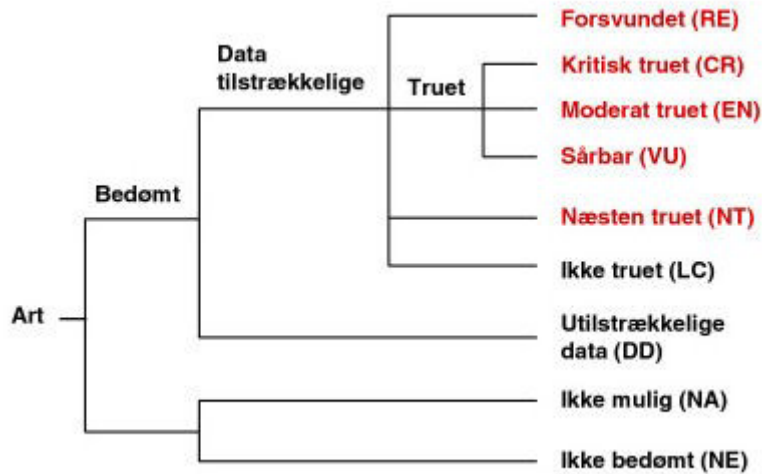 Forsvundet (RE)
Data
tilstrækkelige
Truet
Kritisk truet (CR)
Moderat truet (EN)
Sårbar (VU)
Bedømt
Næsten truet (NT)
Ikke truet (LC)
Art
Utilstrækkelige
data (DD)
Ikke mulig (NA)
Ikke bedømt (NE)